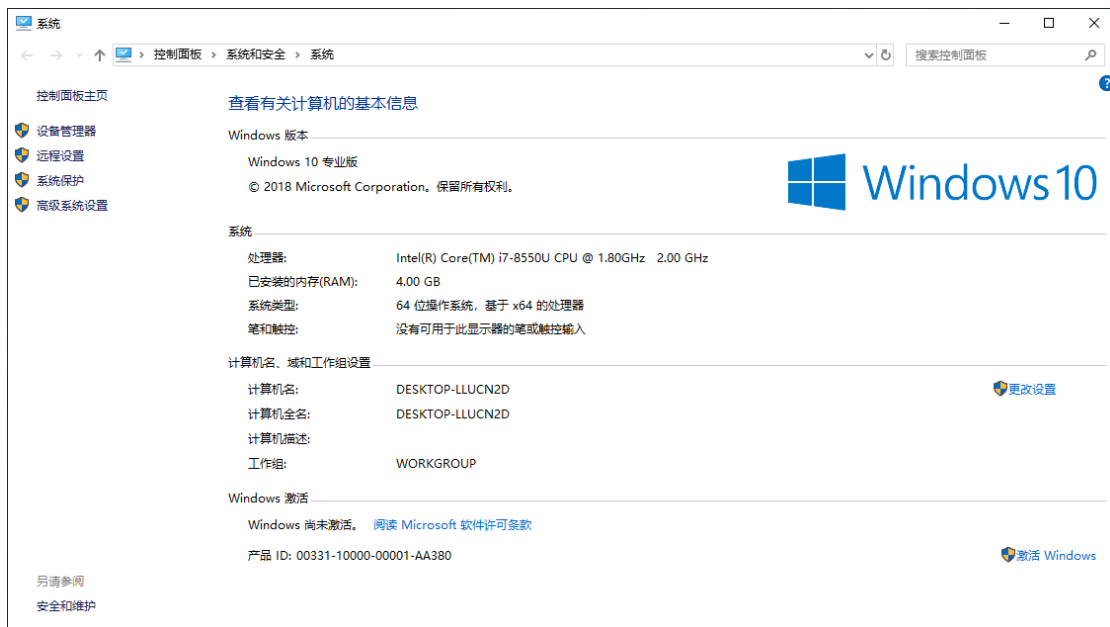 系统
控制面板 › 系统和安全 › 系统
搜索控制面板
控制面板主页
设备管理器
远程设置
系统保护
高级系统设置
查看有关计算机的基本信息
Windows 版本
Windows 10 专业版
© 2018 Microsoft Corporation。保留所有权利。
Windows 10
系统
处理器: Intel(R) Core(TM) i7-8550U CPU @ 1.80GHz 2.00 GHz
已安装的内存(RAM): 4.00 GB
系统类型: 64 位操作系统，基于 x64 的处理器
笔和触控: 没有可用于此显示器的笔或触控输入
计算机名、域和工作组设置
计算机名: DESKTOP-LLUCN2D 更改设置
计算机全名: DESKTOP-LLUCN2D
计算机描述:
工作组: WORKGROUP
Windows 激活
Windows 尚未激活。 阅读 Microsoft 软件许可条款
产品 ID: 00331-10000-00001-AA380 激活 Windows
另请参阅
安全和维护